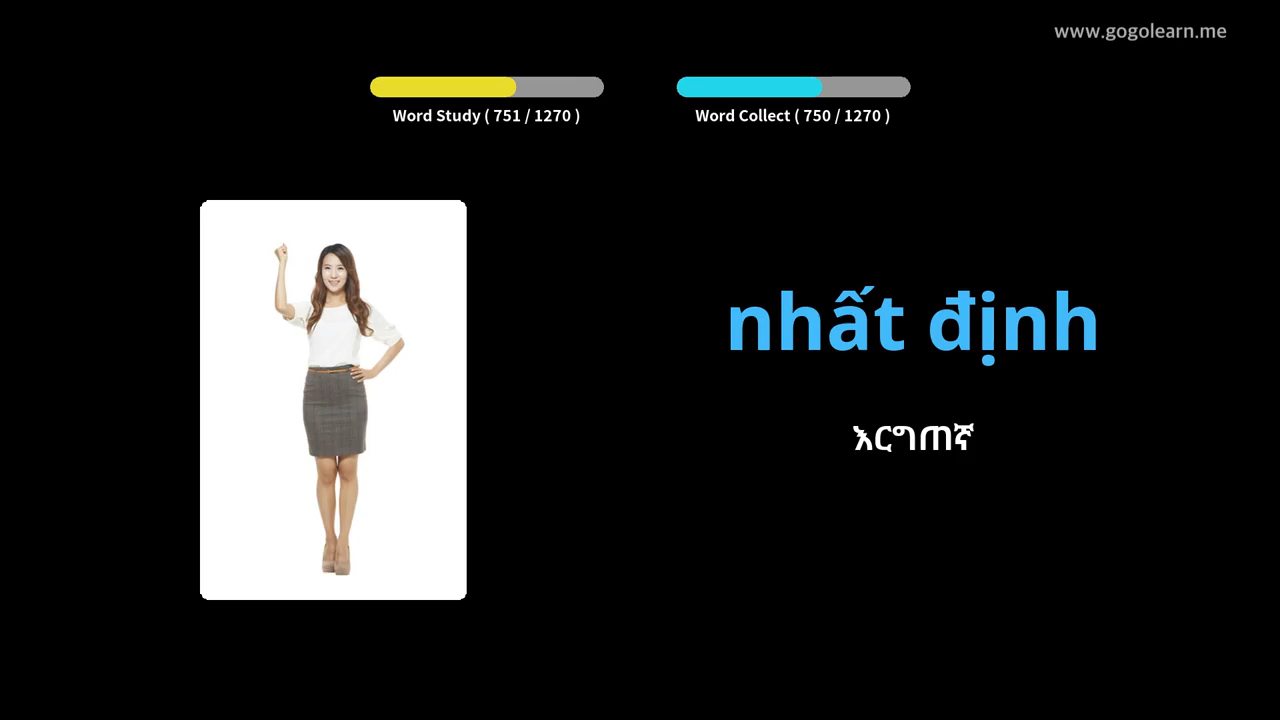 www.gogolearn.me
Word Study ( 751 / 1270 )
Word Collect ( 750 / 1270 )
nhất định
እርግጠኛ